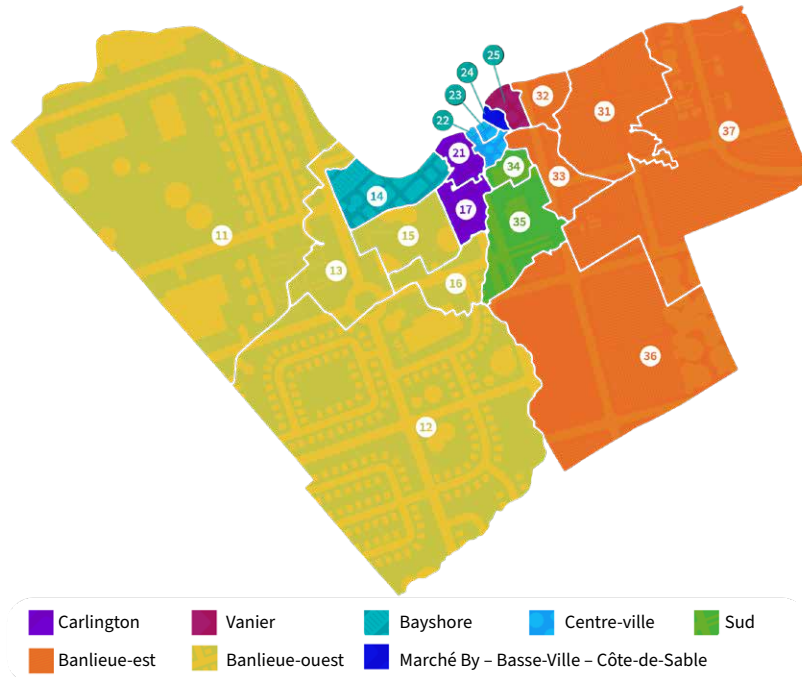 25
24
23
22
32
31
37
21
34
33
14
17
35
15
11
13
16
36
12
Carlington
Vanier
Bayshore
Centre-ville
Sud
Banlieue-est
Banlieue-ouest
Marché By – Basse-Ville – Côte-de-Sable